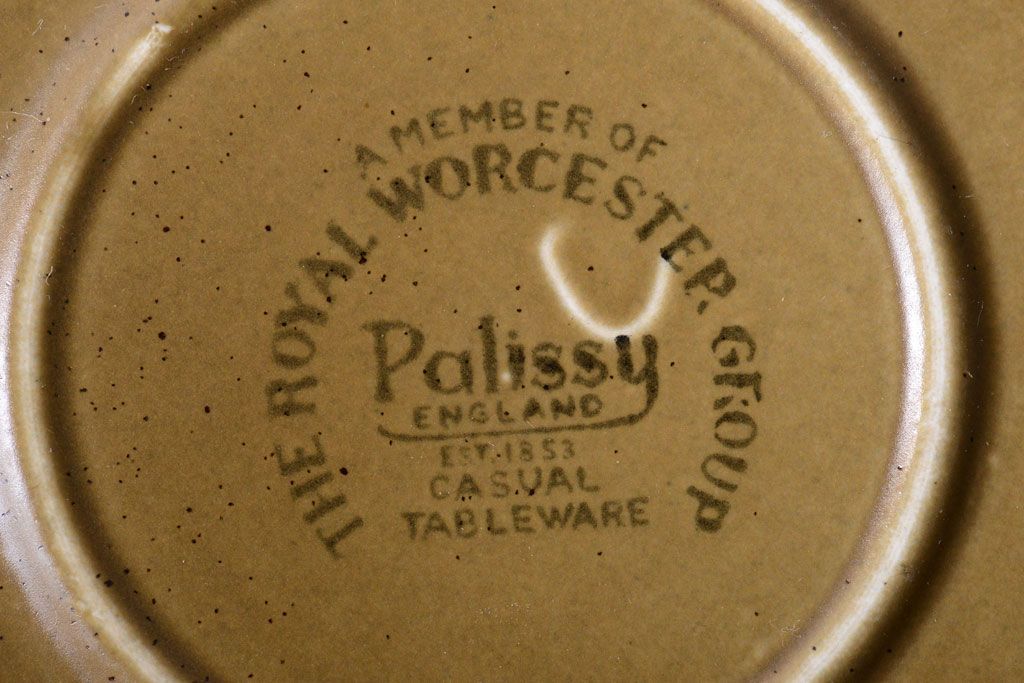 A MEMBER OF
THE ROYAL WORCESTER GROUP
Palissy
ENGLAND
EST. 1853
CASUAL
TABLEWARE